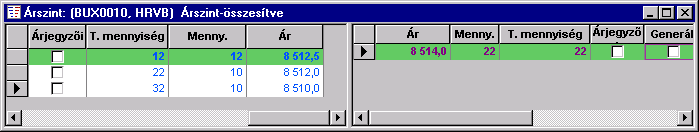 Árszint: (BUX0010, HRVB) Árszint-összesítve
Árjegyzői T. mennyiség Menny. Ár
12 12 8 512,5
22 10 8 512,0
32 10 8 510,0
Ár Menny. T. mennyiség Árjegyző Generál
8 514,0 22 22